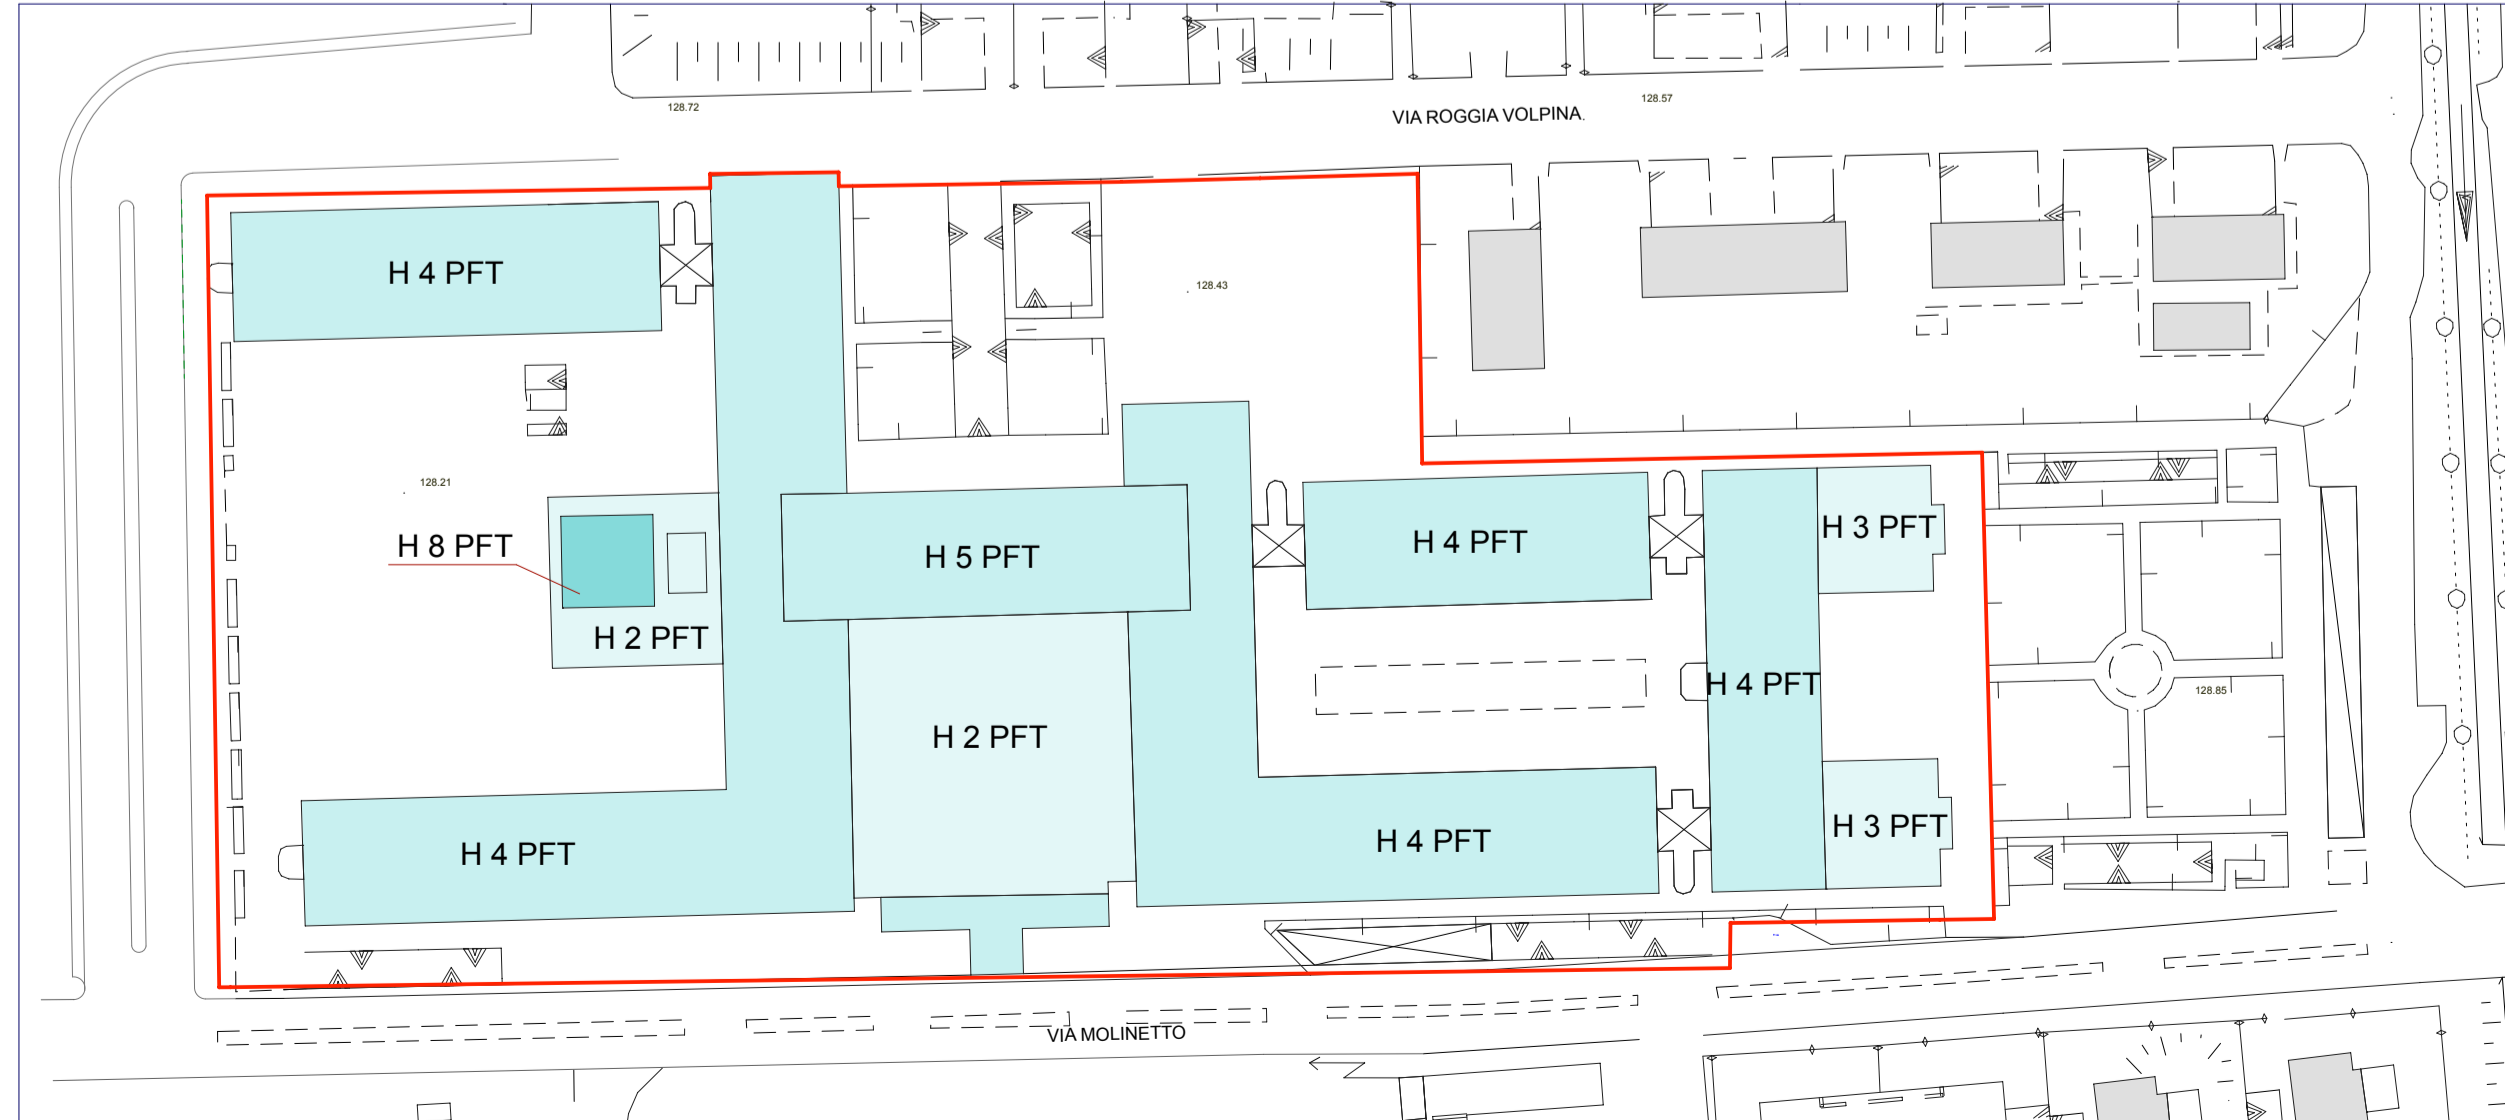 128.72
128.57
VIA ROGGIA VOLPINA.
H 4 PFT
128.43
128.21
H 8 PFT
H 5 PFT
H 4 PFT
H 3 PFT
H 2 PFT
H 4 PFT
128.85
H 2 PFT
H 4 PFT
H 4 PFT
H 3 PFT
VIA MOLINETTO